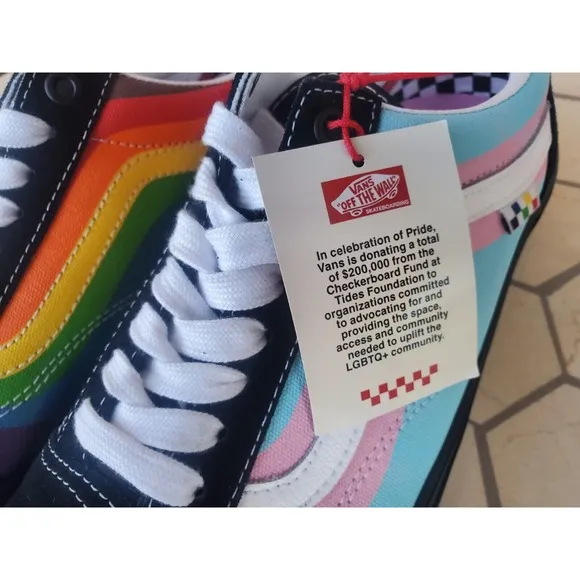 VANS
"OFF THE WALL"
SKATEBOARDING
In celebration of Pride,
Vans is donating a total
of $200,000 from the
Checkerboard Fund at
Tides Foundation to
organizations committed
to advocating for and
providing the space,
access and community
needed to uplift the
LGBTQ+ community.